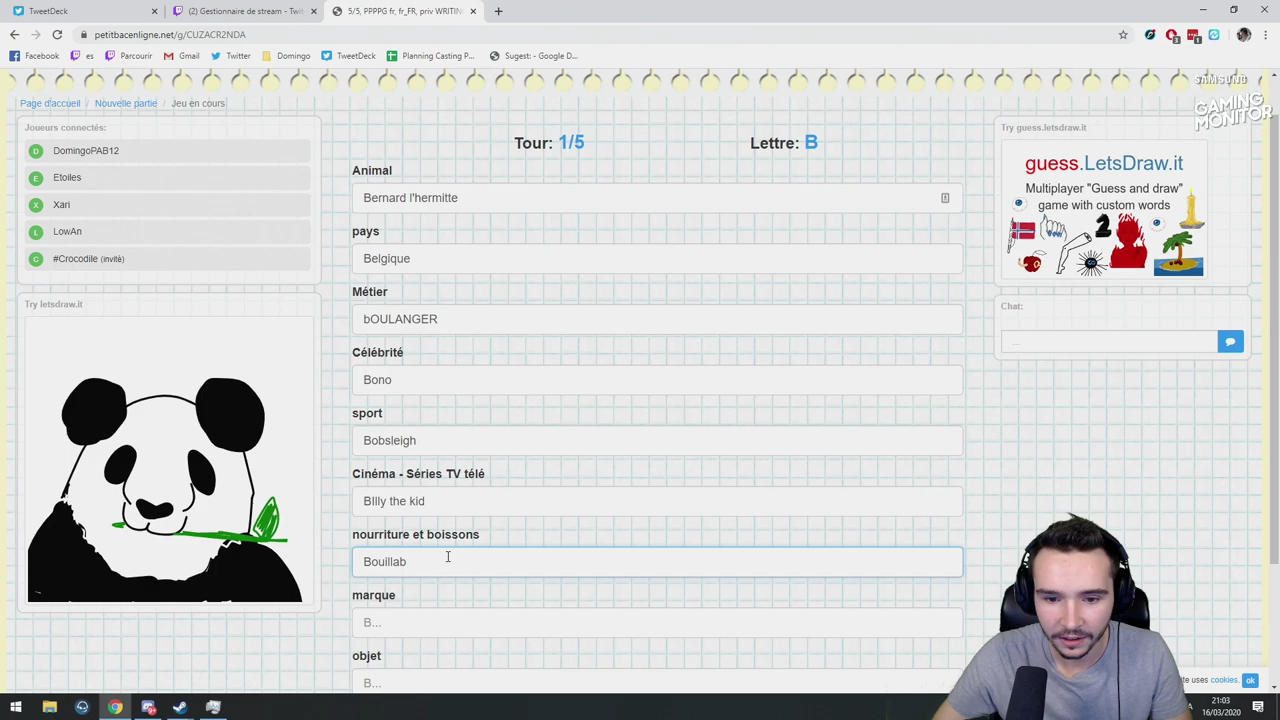 TweetDeck
(2) Gestionnaire de stream - Twit
5/5, PPPPG fr, fr_FR, priv WRITIN
petitbacenligne.net/g/CUZACR2NDA
Facebook
es
Parcourir
Gmail
Twitter
Domingo
TweetDeck
Planning Casting P...
Sugest: - Google D...
SAMSUNG
GAMING
MONITOR
Page d'accueil / Nouvelle partie / Jeu en cours
Joueurs connectés:
D DomingoPAB12
E Etoiles
X Xari
L LowAn
C #Crocodile (invité)
Try letsdraw.it
Tour: 1/5
Lettre: B
Animal
Bernard l'hermitte
pays
Belgique
Métier
bOULANGER
Célébrité
Bono
sport
Bobsleigh
Cinéma - Séries TV télé
BIlly the kid
nourriture et boissons
Bouillab
marque
B...
objet
B...
Try guess.letsdraw.it
guess.LetsDraw.it
Multiplayer "Guess and draw"
game with custom words
Chat:
...
uses cookies. ok
21:03
16/03/2020